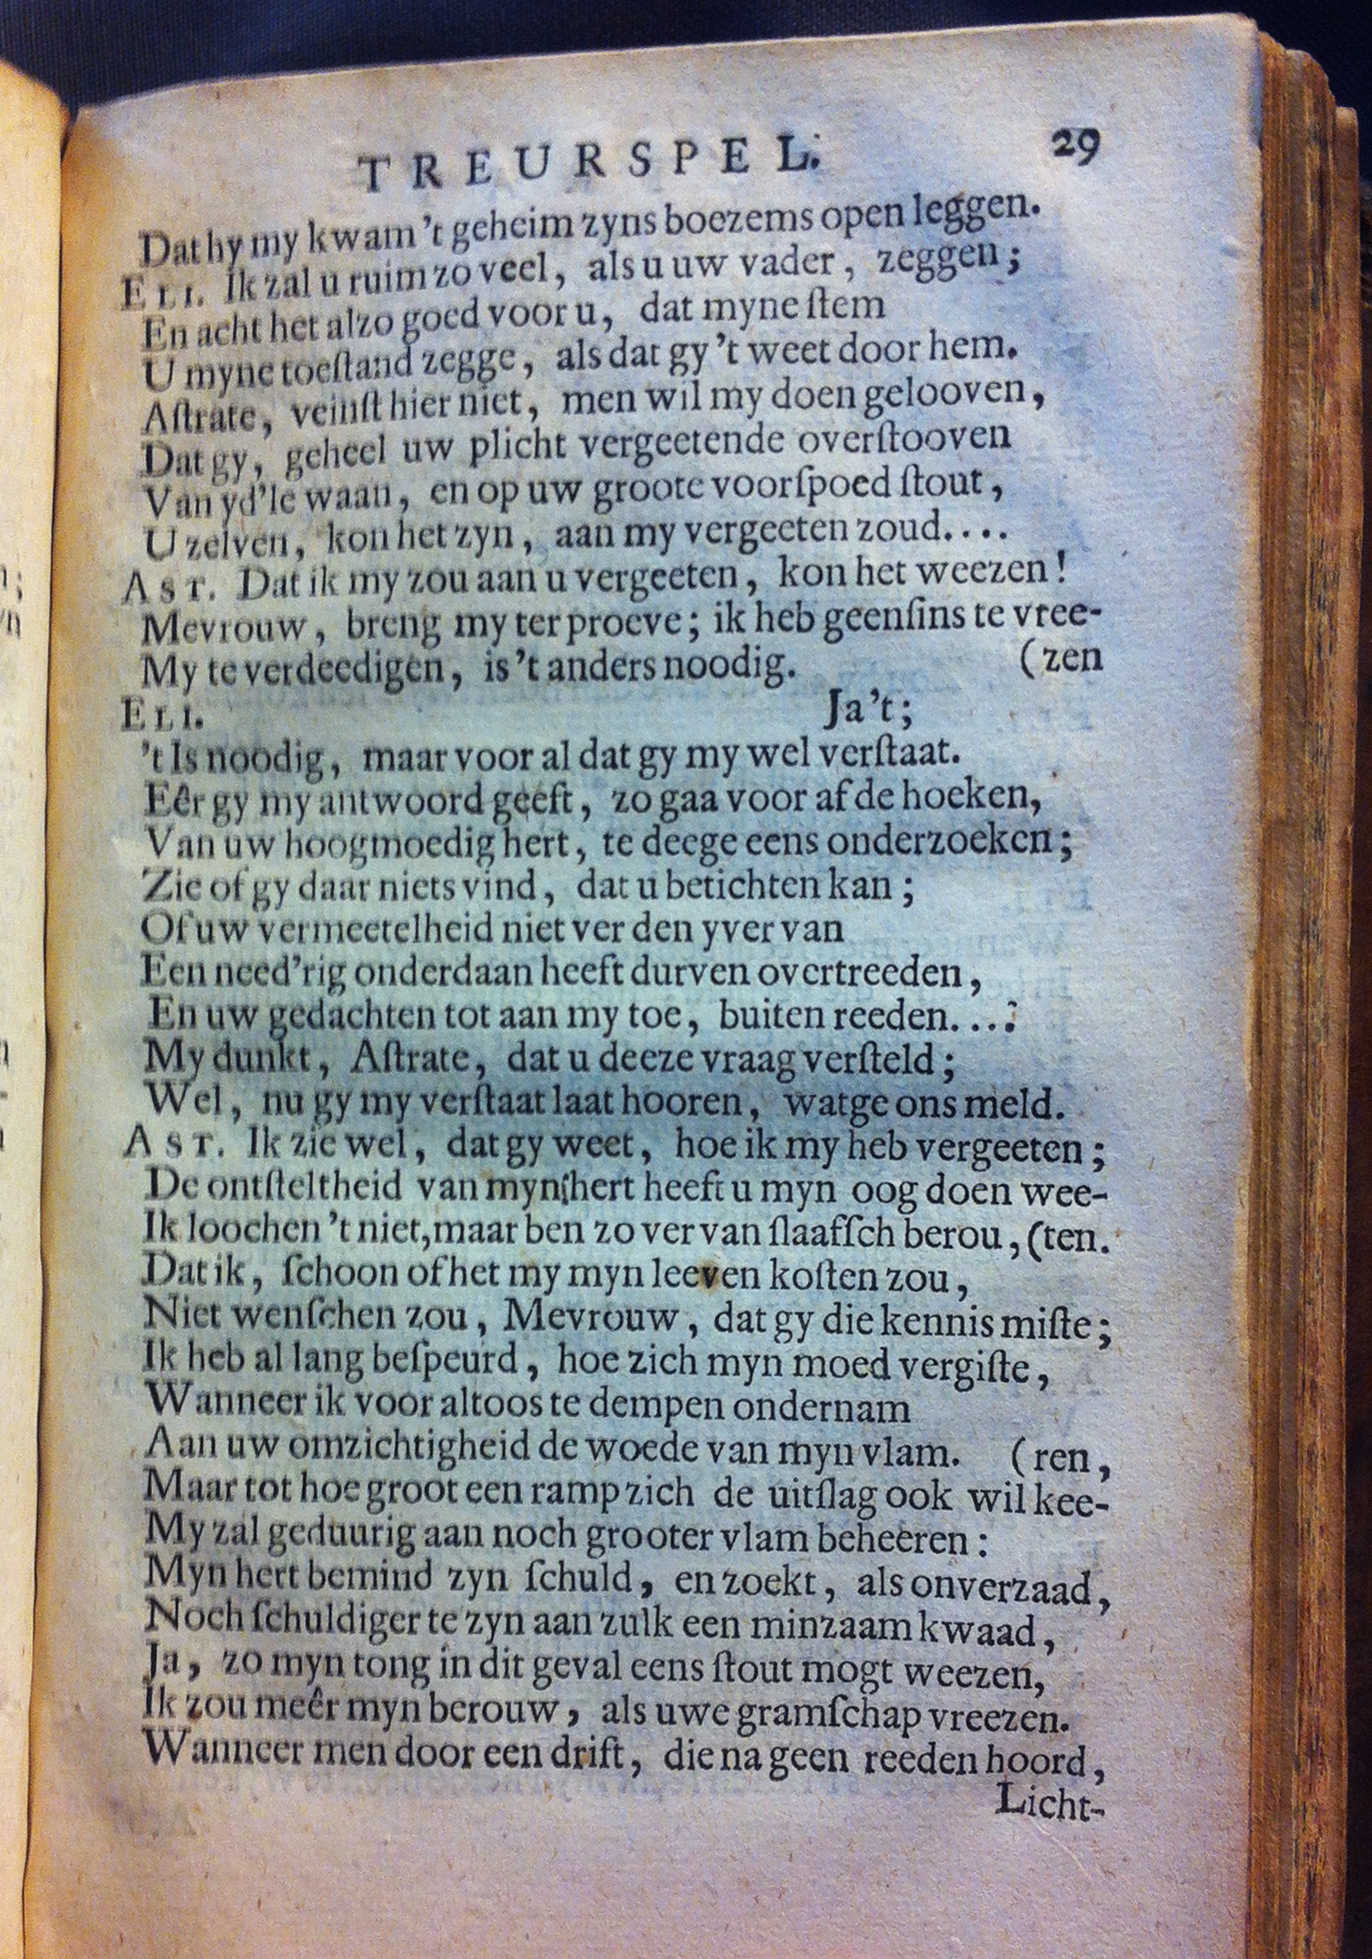 TREURSPEL. 29
Dat hy my kwam 't geheim zyns boezems open leggen.
ELI. Ik zal u ruim zo veel, als u uw vader, zeggen;
En acht het alzo goed voor u, dat myne ſtem
U myne toeſtand zegge, als dat gy 't weet door hem.
Aſtrate, veinſt hier niet, men wil my doen gelooven,
Dat gy, geheel uw plicht vergeetende overſtooven
Van yd'le waan, en op uw groote voorſpoed ſtout,
U zelven, kon het zyn, aan my vergeeten zoud....
AST. Dat ik my zou aan u vergeeten, kon het weezen!
Mevrouw, breng my ter proeve; ik heb geenſins te vree-
My te verdeedigen, is 't anders noodig. (zen
ELI. Ja 't;
't Is noodig, maar voor al dat gy my wel verſtaat.
Eêr gy my antwoord geeft, zo gaa voor af de hoeken,
Van uw hoogmoedig hert, te deege eens onderzoeken;
Zie of gy daar niets vind, dat u betichten kan;
Of uw vermeetelheid niet ver den yver van
Een need'rig onderdaan heeft durven overtreeden,
En uw gedachten tot aan my toe, buiten reeden....
My dunkt, Aſtrate, dat u deeze vraag verſteld;
Wel, nu gy my verſtaat laat hooren, wat ge ons meld.
AST. Ik zie wel, dat gy weet, hoe ik my heb vergeeten;
De ontſteltheid van myn hert heeft u myn oog doen wee-
Ik loochen 't niet, maar ben zo ver van ſlaafſch berou, (ten.
Dat ik, ſchoon of het my myn leeven koſten zou,
Niet wenſchen zou, Mevrouw, dat gy die kennis miſte;
Ik heb al lang beſpeurd, hoe zich myn moed vergiſte,
Wanneer ik voor altoos te dempen ondernam
Aan uw omzichtigheid de woede van myn vlam. (ren,
Maar tot hoe groot een ramp zich de uitſlag ook wil kee-
My zal geduurig aan noch grooter vlam beheeren:
Myn hert bemind zyn ſchuld, en zoekt, als onverzaad,
Noch ſchuldiger te zyn aan zulk een minzaam kwaad,
Ja, zo myn tong in dit geval eens ſtout mogt weezen,
Ik zou meêr myn berouw, als uwe gramſchap vreezen.
Wanneer men door een drift, die na geen reeden hoord,
Licht-